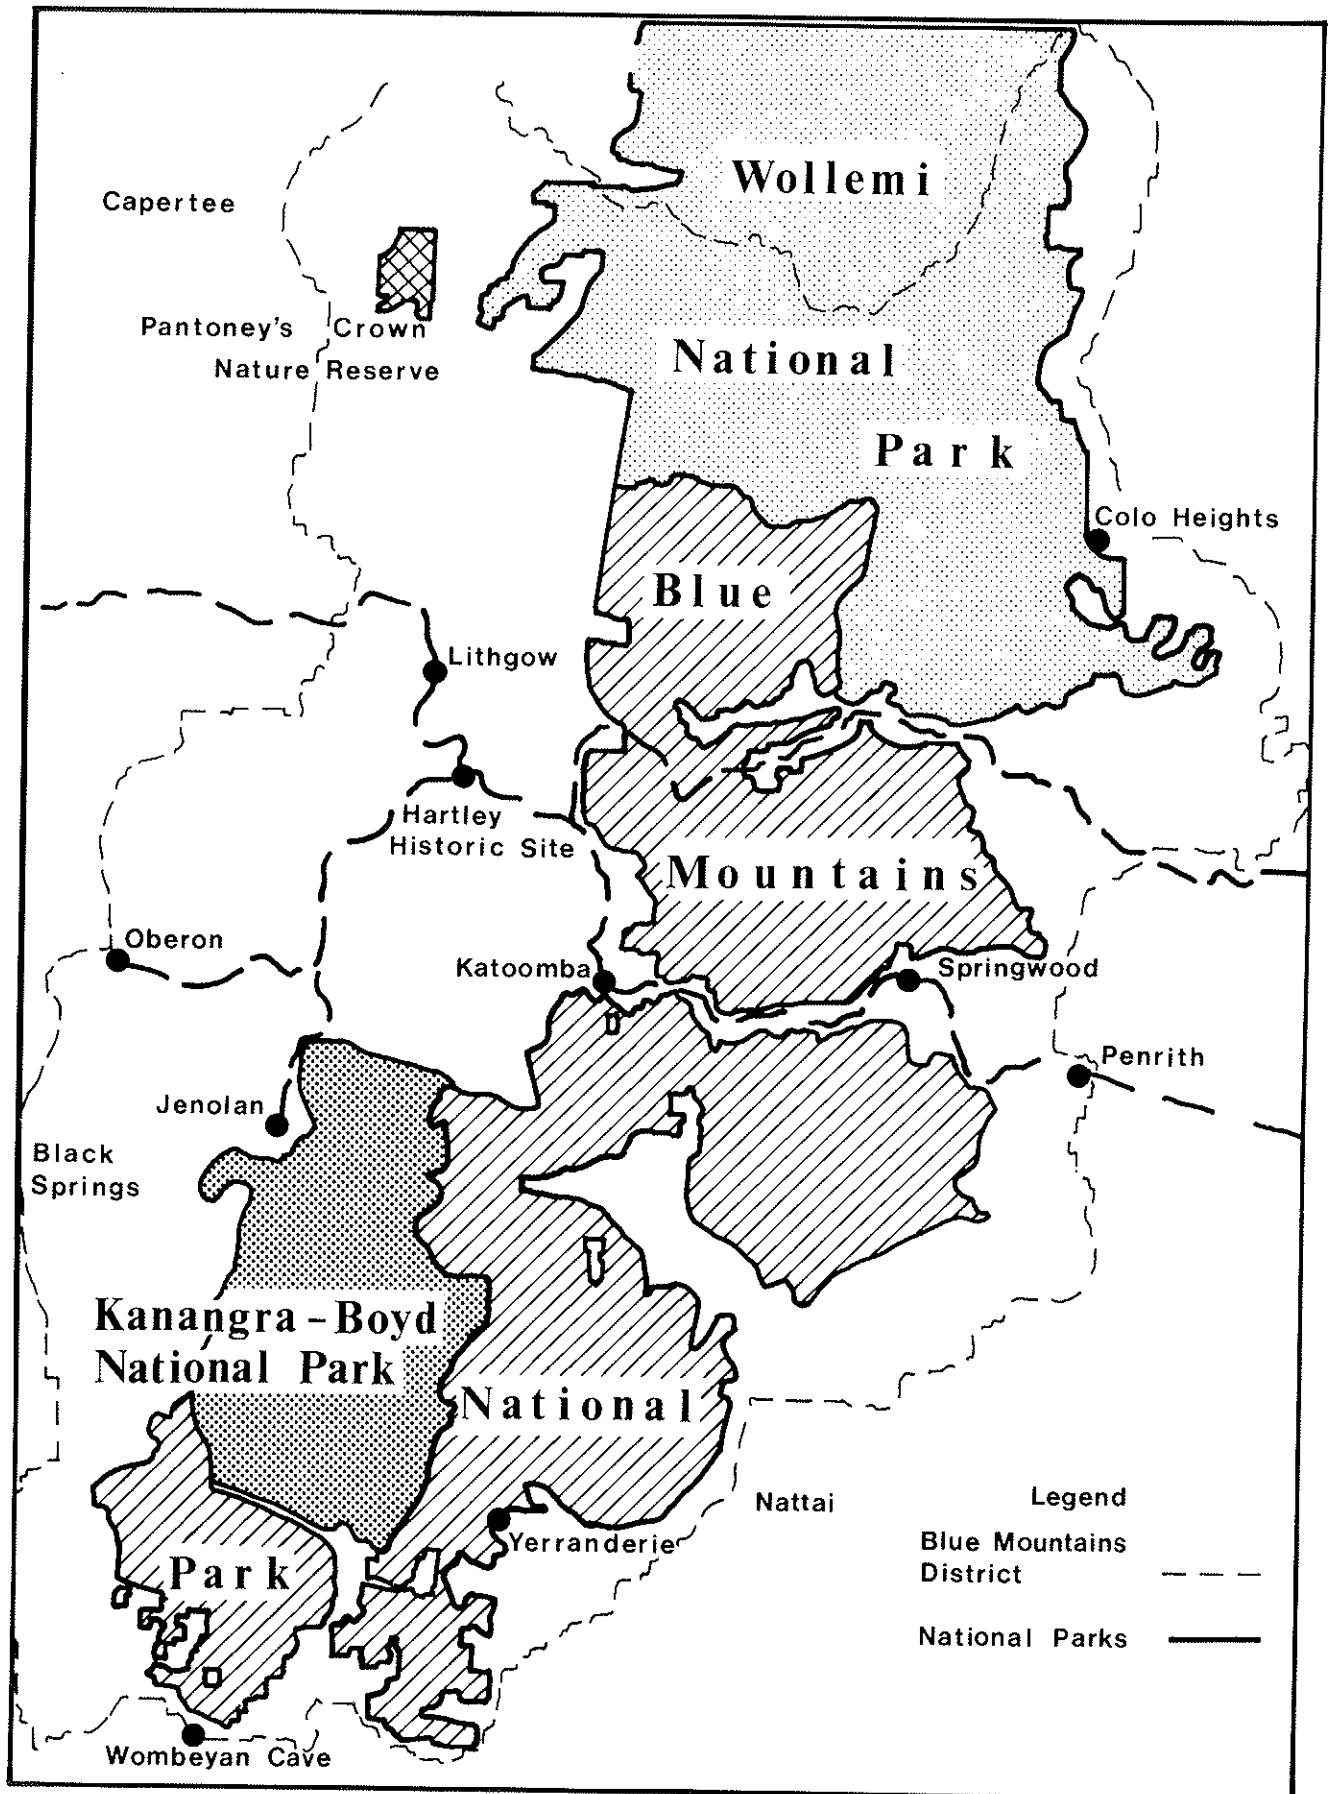 Wollemi
Capertee
Pantoney's Crown
Nature Reserve
National
Park
Colo Heights
Blue
Lithgow
Hartley
Historic Site
Mountains
Oberon
Katoomba
Springwood
Penrith
Jenolan
Black
Springs
Kanangra-Boyd
National Park
National
Nattai
Legend
Yerranderie
Blue Mountains
District
Park
National Parks
Wombeyan Cave